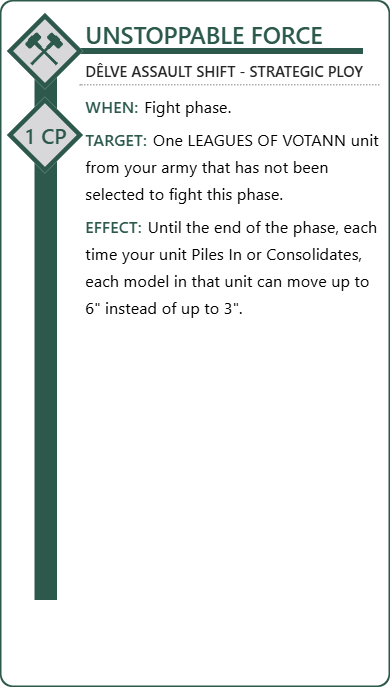 UNSTOPPABLE FORCE
DÊLVE ASSAULT SHIFT - STRATEGIC PLOY
1 CP
WHEN: Fight phase.
TARGET: One LEAGUES OF VOTANN unit
from your army that has not been
selected to fight this phase.
EFFECT: Until the end of the phase, each
time your unit Piles In or Consolidates,
each model in that unit can move up to
6" instead of up to 3".